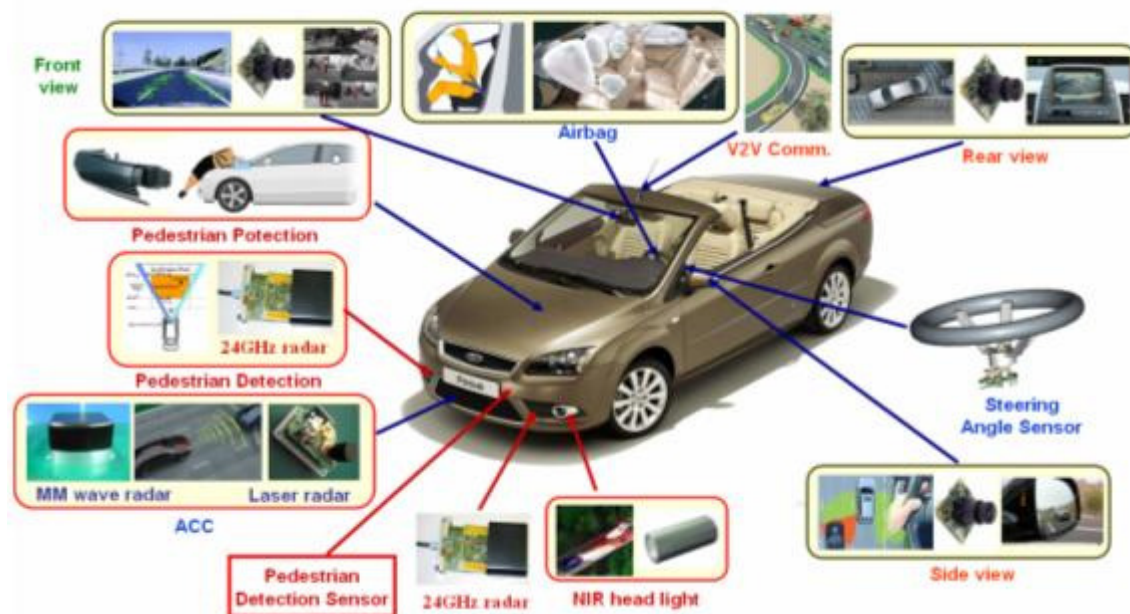 Front
view
Airbag
V2V Comm.
Rear view
Pedestrian Potection
24GHz radar
Pedestrian Detection
Steering
Angle Sensor
MM wave radar
Laser radar
ACC
Pedestrian
Detection Sensor
24GHz radar
NIR head light
Side view